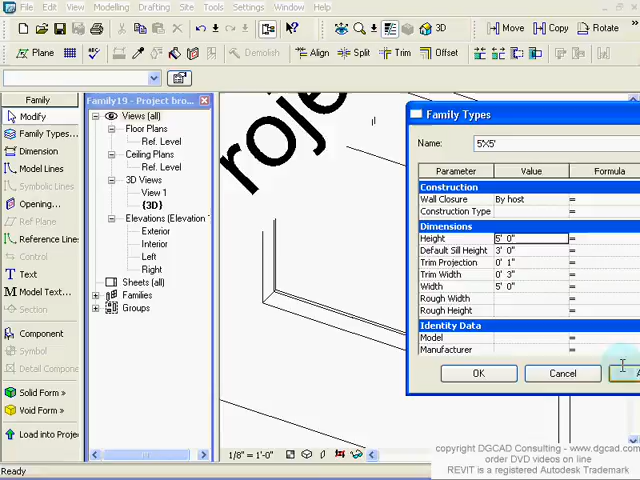 File Edit View Drafting Site Tools Settings Window Help
Move Copy Rotate
Plane Demolish Align Split Trim Offset
3D
Family
Modify
Family Types...
Dimension
Model Lines
Symbolic Lines
Opening...
Ref Plane
Reference Lines
Control
Text
Model Text...
Section
Component
Symbol
Detail Component
Solid Form
Void Form
Load into Proje
Ready
Family19 - Project brow
Views (all)
Floor Plans
Ref. Level
Ceiling Plans
Ref. Level
3D Views
View 1
{3D}
Elevations (Elevation
Exterior
Interior
Left
Right
Sheets (all)
Families
Groups
roje
1/8" = 1'-0"
Family Types
Name: 5'X5'
Parameter Value Formula
Construction
Wall Closure By host =
Construction Type =
Dimensions
Height 5' 0" =
Default Sill Height 3' 0" =
Trim Projection 0' 1" =
Trim Width 0' 3" =
Width 5' 0" =
Rough Width =
Rough Height =
Identity Data
Model =
Manufacturer =
OK Cancel A
copyright DGCAD Consulting - www.dgcad.com
order DVD videos on line
REVIT is a registered Autodesk Trademark